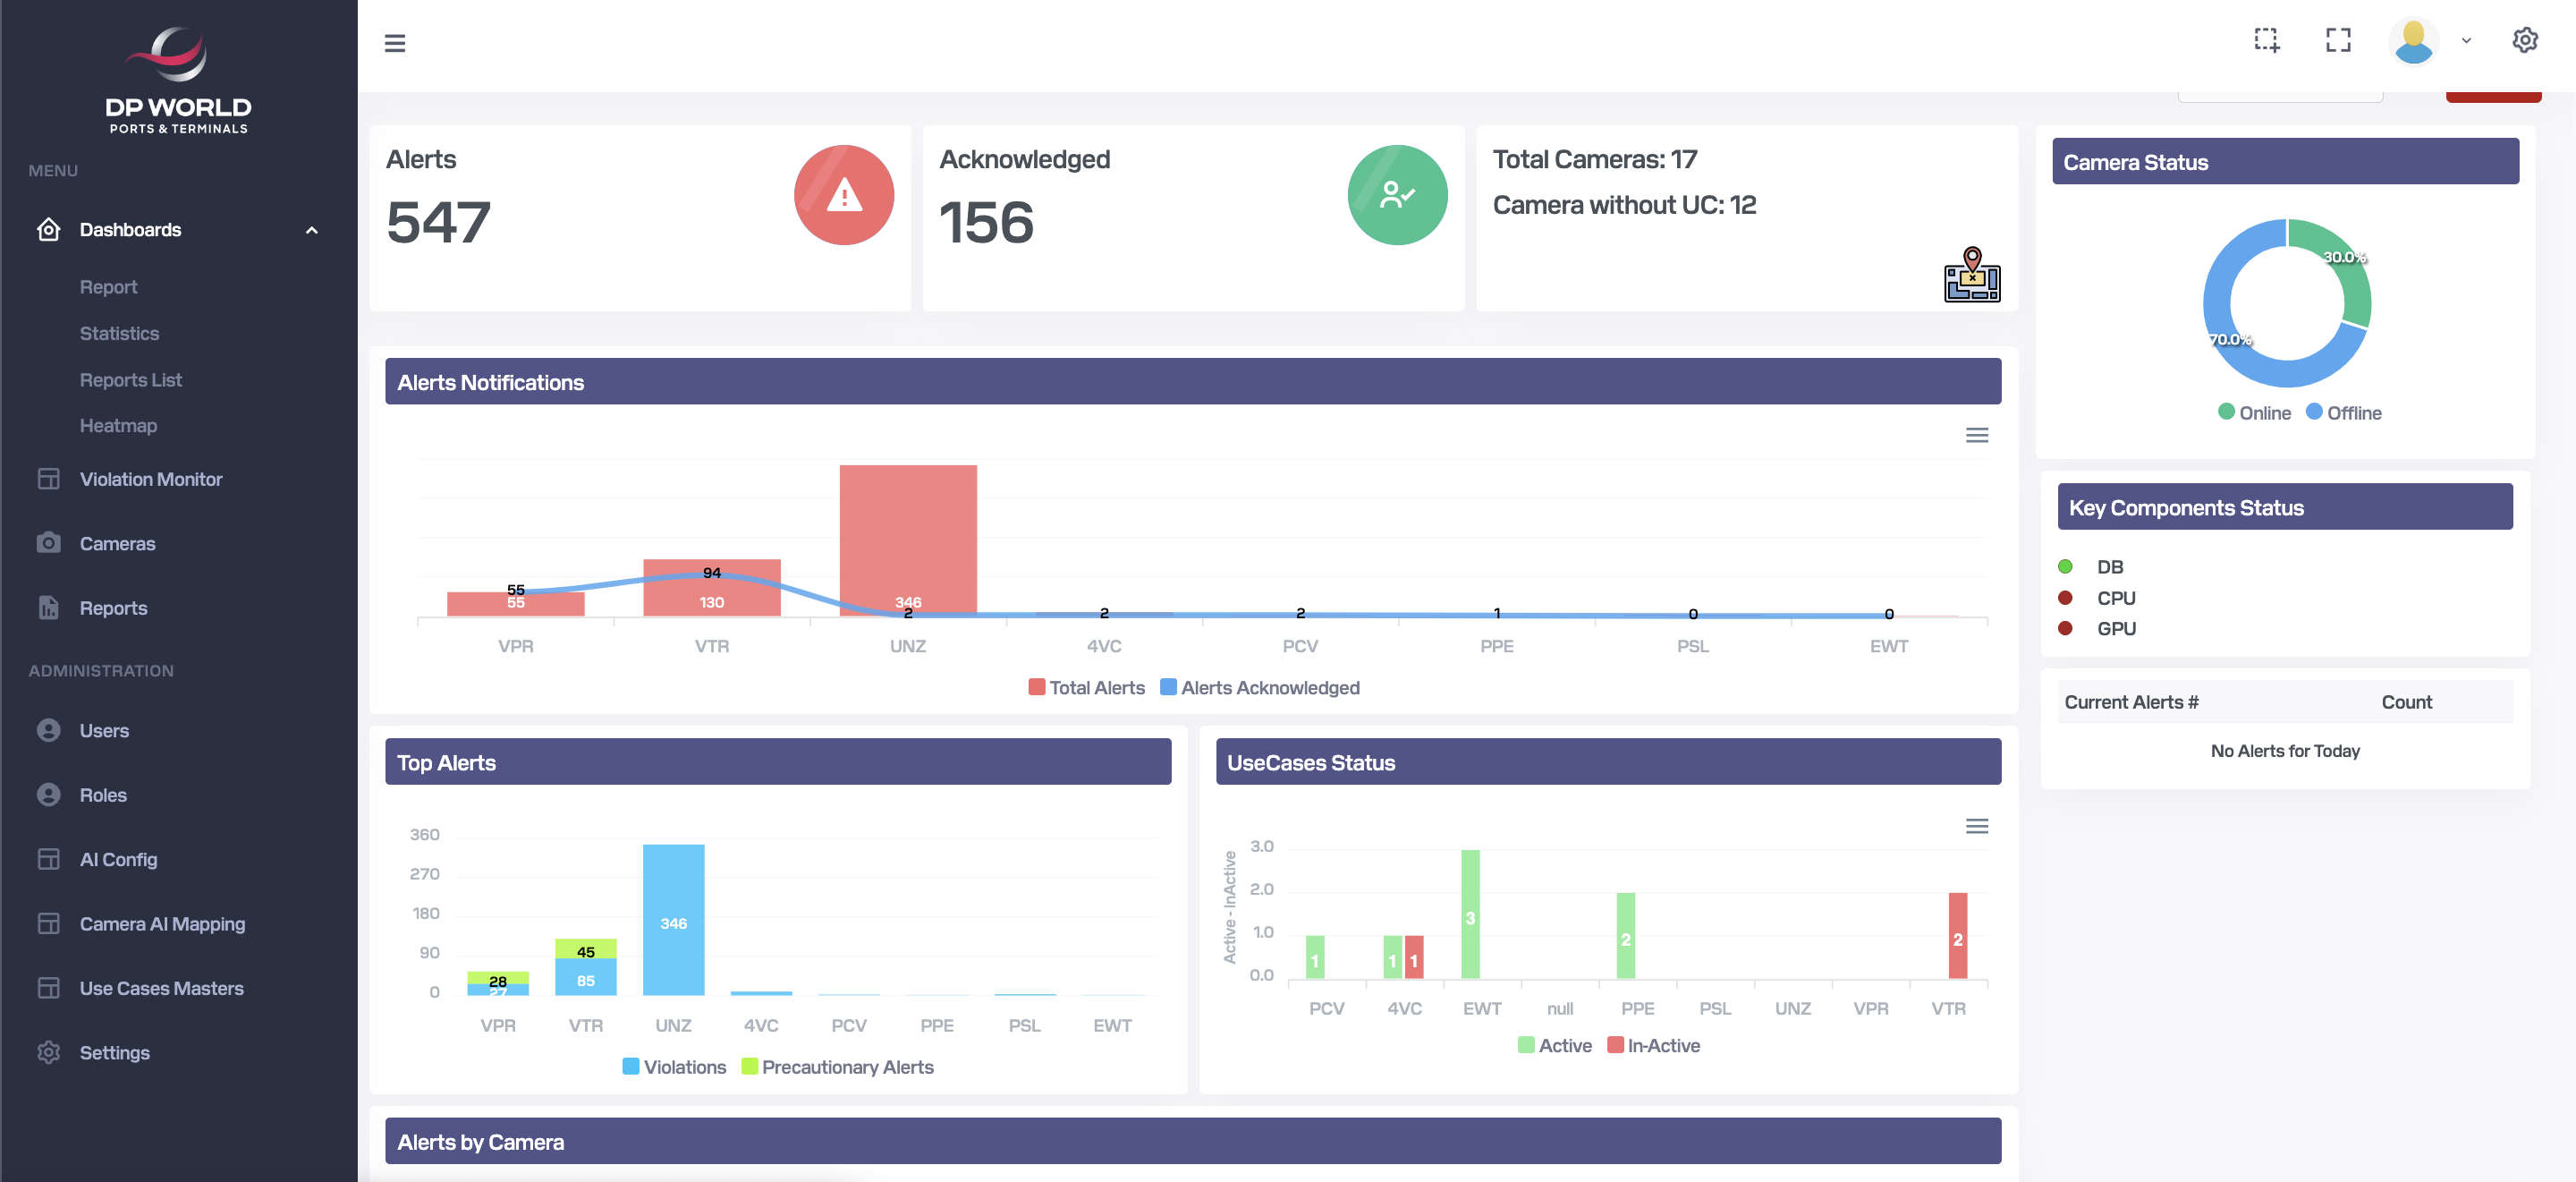 DP WORLD
PORTS & TERMINALS
MENU
Dashboards
Report
Statistics
Reports List
Heatmap
Violation Monitor
Cameras
Reports
ADMINISTRATION
Users
Roles
AI Config
Camera AI Mapping
Use Cases Masters
Settings
Alerts
547
Acknowledged
156
Total Cameras: 17
Camera without UC: 12
Alerts Notifications
55 94 2 2 2 1 0 0
55 130 346
VPR VTR UNZ 4VC PCV PPE PSL EWT
Total Alerts Alerts Acknowledged
Top Alerts
360
270
180
90
0
28 45 346
27 85
VPR VTR UNZ 4VC PCV PPE PSL EWT
Violations Precautionary Alerts
UseCases Status
Active - InActive
3.0
2.0
1.0
0.0
1 1 1 3 2 2
PCV 4VC EWT null PPE PSL UNZ VPR VTR
Active In-Active
Alerts by Camera
Camera Status
30.0%
70.0%
Online Offline
Key Components Status
DB
CPU
GPU
Current Alerts # Count
No Alerts for Today